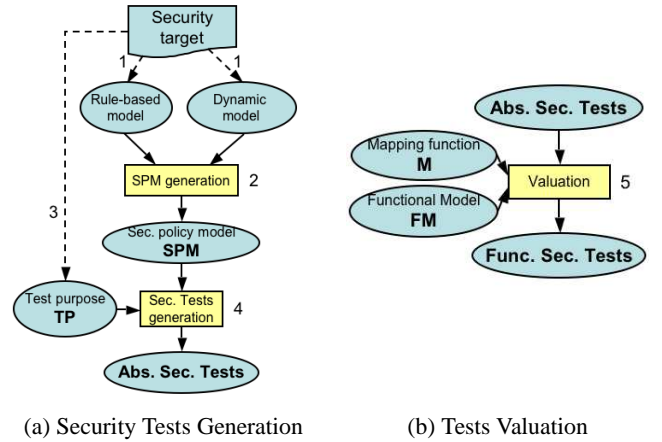 Security
target
1
1
Rule-based
model
Dynamic
model
SPM generation
2
3
Sec. policy model
SPM
Test purpose
TP
Sec. Tests
generation
4
Abs. Sec. Tests
(a) Security Tests Generation
Abs. Sec. Tests
Mapping function
M
Valuation
5
Functional Model
FM
Func. Sec. Tests
(b) Tests Valuation